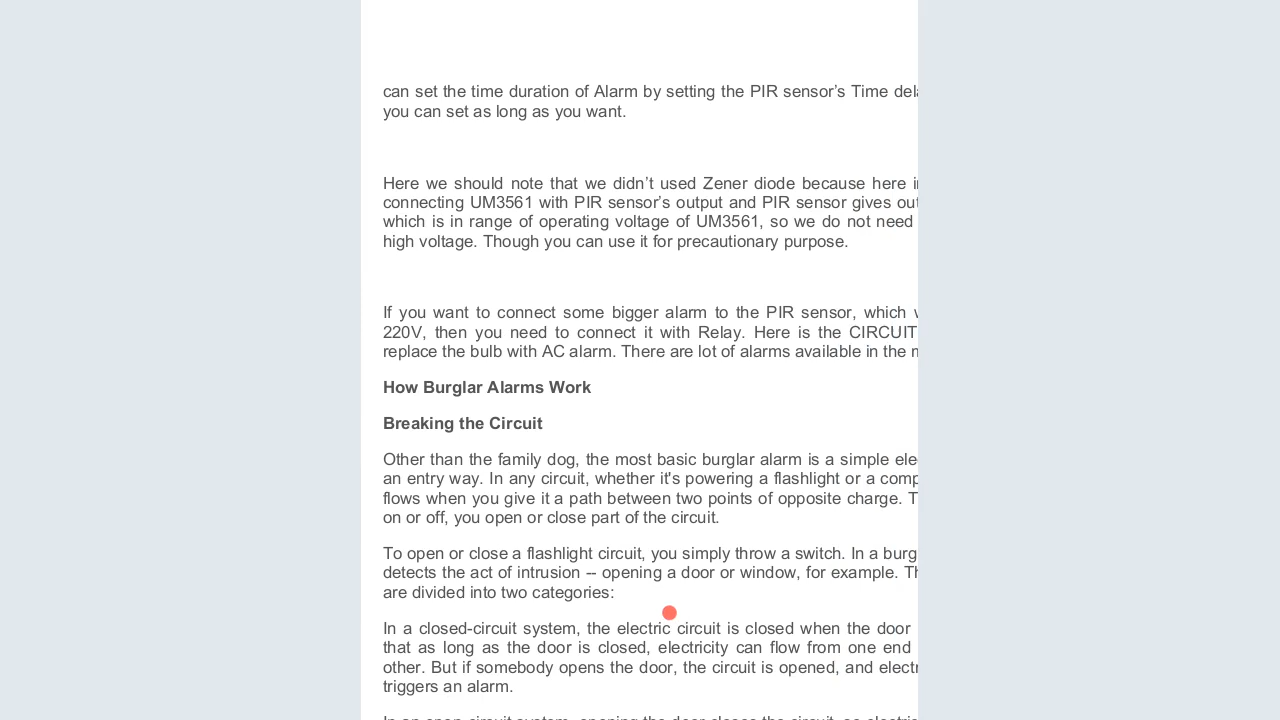 can set the time duration of Alarm by setting the PIR sensor’s Time
you can set as long as you want.
Here we should note that we didn’t used Zener diode because here
connecting UM3561 with PIR sensor’s output and PIR sensor gives
which is in range of operating voltage of UM3561, so we do not need
high voltage. Though you can use it for precautionary purpose.
If you want to connect some bigger alarm to the PIR sensor, which
220V, then you need to connect it with Relay. Here is the CIRCUIT
replace the bulb with AC alarm. There are lot of alarms available in the
How Burglar Alarms Work
Breaking the Circuit
Other than the family dog, the most basic burglar alarm is a simple
an entry way. In any circuit, whether it's powering a flashlight or a
flows when you give it a path between two points of opposite charge.
on or off, you open or close part of the circuit.
To open or close a flashlight circuit, you simply throw a switch. In a
detects the act of intrusion -- opening a door or window, for example.
are divided into two categories:
In a closed-circuit system, the electric circuit is closed when the door
that as long as the door is closed, electricity can flow from one end
other. But if somebody opens the door, the circuit is opened, and
triggers an alarm.
In an open-circuit system, opening the door closes the circuit, so